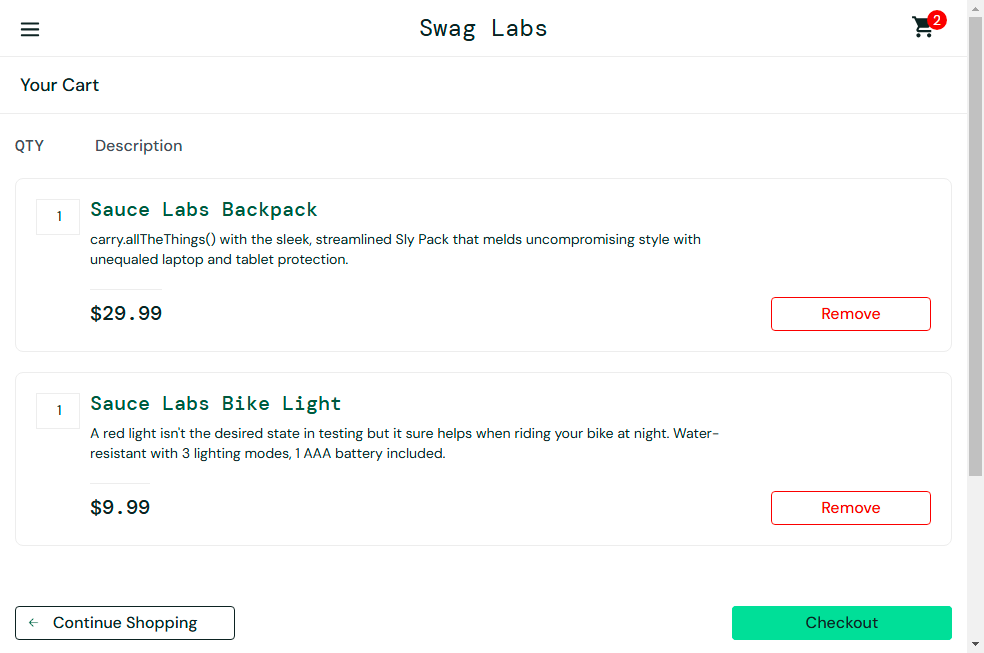 Swag Labs
2
Your Cart
QTY Description
1
Sauce Labs Backpack
carry.allTheThings() with the sleek, streamlined Sly Pack that melds uncompromising style with
unequaled laptop and tablet protection.
$29.99
Remove
1
Sauce Labs Bike Light
A red light isn't the desired state in testing but it sure helps when riding your bike at night. Water-
resistant with 3 lighting modes, 1 AAA battery included.
$9.99
Remove
Continue Shopping
Checkout